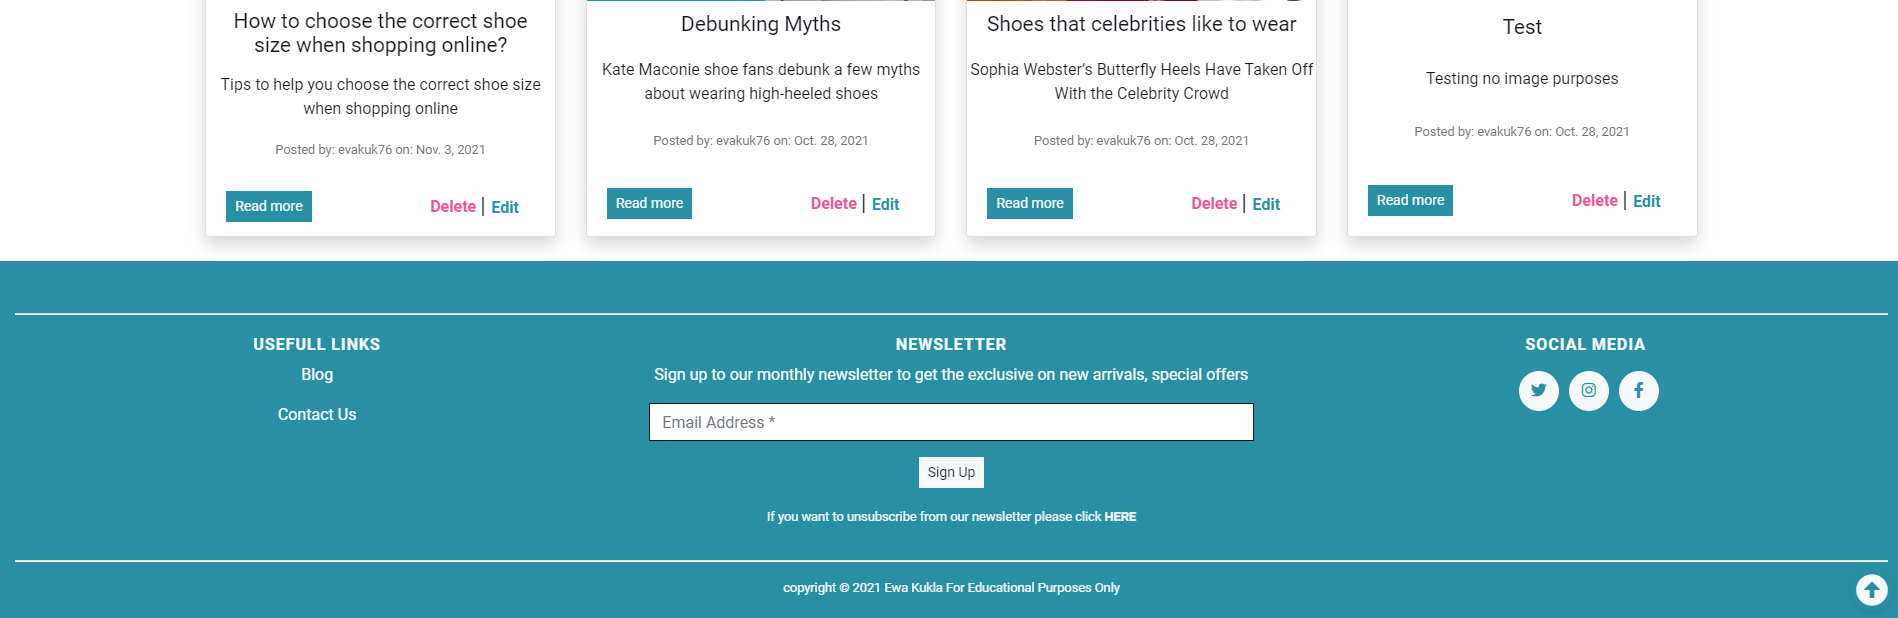 How to choose the correct shoe
size when shopping online?
Tips to help you choose the correct shoe size
when shopping online
Posted by: evakuk76 on: Nov. 3, 2021
Read more
Delete | Edit
Debunking Myths
Kate Maconie shoe fans debunk a few myths
about wearing high-heeled shoes
Posted by: evakuk76 on: Oct. 28, 2021
Read more
Delete | Edit
Shoes that celebrities like to wear
Sophia Webster’s Butterfly Heels Have Taken Off
With the Celebrity Crowd
Posted by: evakuk76 on: Oct. 28, 2021
Read more
Delete | Edit
Test
Testing no image purposes
Posted by: evakuk76 on: Oct. 28, 2021
Read more
Delete | Edit
USEFULL LINKS
Blog
Contact Us
NEWSLETTER
Sign up to our monthly newsletter to get the exclusive on new arrivals, special offers
Email Address *
Sign Up
If you want to unsubscribe from our newsletter please click HERE
SOCIAL MEDIA
copyright © 2021 Ewa Kukla For Educational Purposes Only